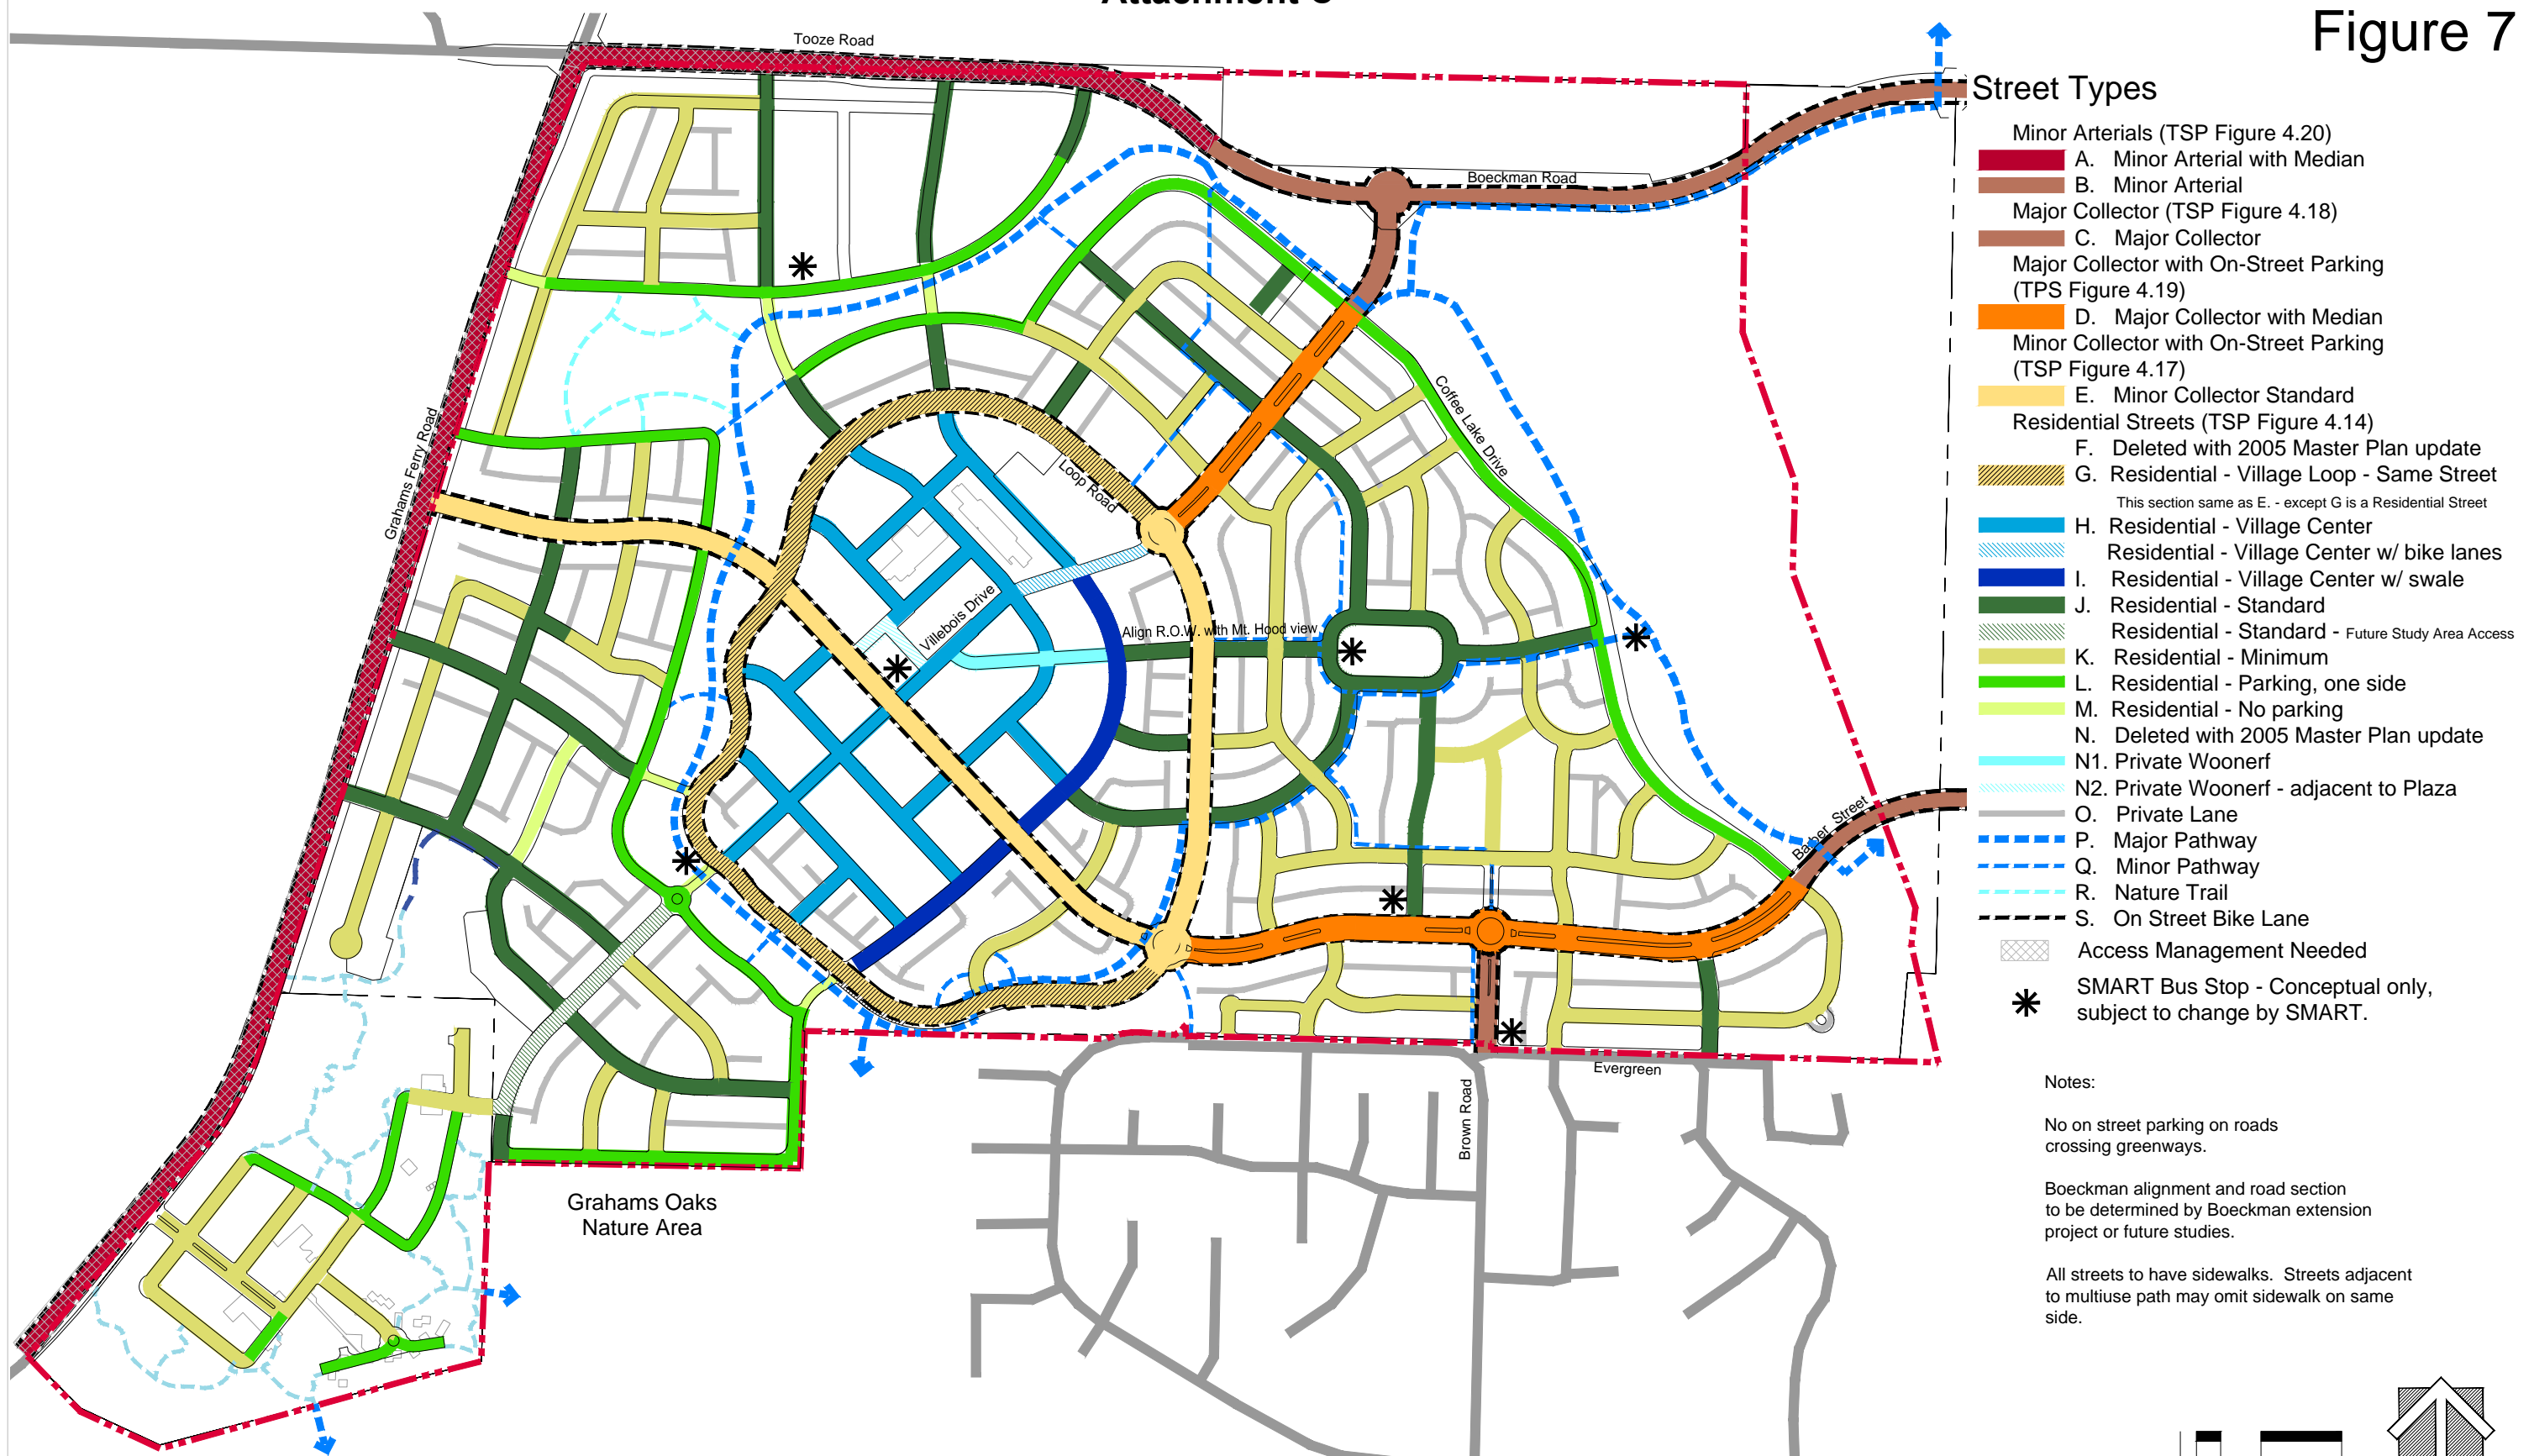 Attachment C
Figure 7
Street Types
Minor Arterials (TSP Figure 4.20)
A. Minor Arterial with Median
B. Minor Arterial
Major Collector (TSP Figure 4.18)
C. Major Collector
Major Collector with On-Street Parking
(TPS Figure 4.19)
D. Major Collector with Median
Minor Collector with On-Street Parking
(TSP Figure 4.17)
E. Minor Collector Standard
Residential Streets (TSP Figure 4.14)
F. Deleted with 2005 Master Plan update
G. Residential - Village Loop - Same Street
This section same as E. - except G is a Residential Street
H. Residential - Village Center
Residential - Village Center w/ bike lanes
I. Residential - Village Center w/ swale
J. Residential - Standard
Residential - Standard - Future Study Area Access
K. Residential - Minimum
L. Residential - Parking, one side
M. Residential - No parking
N. Deleted with 2005 Master Plan update
N1. Private Woonerf
N2. Private Woonerf - adjacent to Plaza
O. Private Lane
P. Major Pathway
Q. Minor Pathway
R. Nature Trail
S. On Street Bike Lane
Access Management Needed
SMART Bus Stop - Conceptual only,
subject to change by SMART.
Notes:
No on street parking on roads
crossing greenways.
Boeckman alignment and road section
to be determined by Boeckman extension
project or future studies.
All streets to have sidewalks. Streets adjacent
to multiuse path may omit sidewalk on same
side.
Tooze Road
Boeckman Road
Grahams Ferry Road
Coffee Lake Drive
Loop Road
Villebois Drive
Align R.O.W. with Mt. Hood view
Barber Street
Evergreen
Brown Road
Grahams Oaks
Nature Area